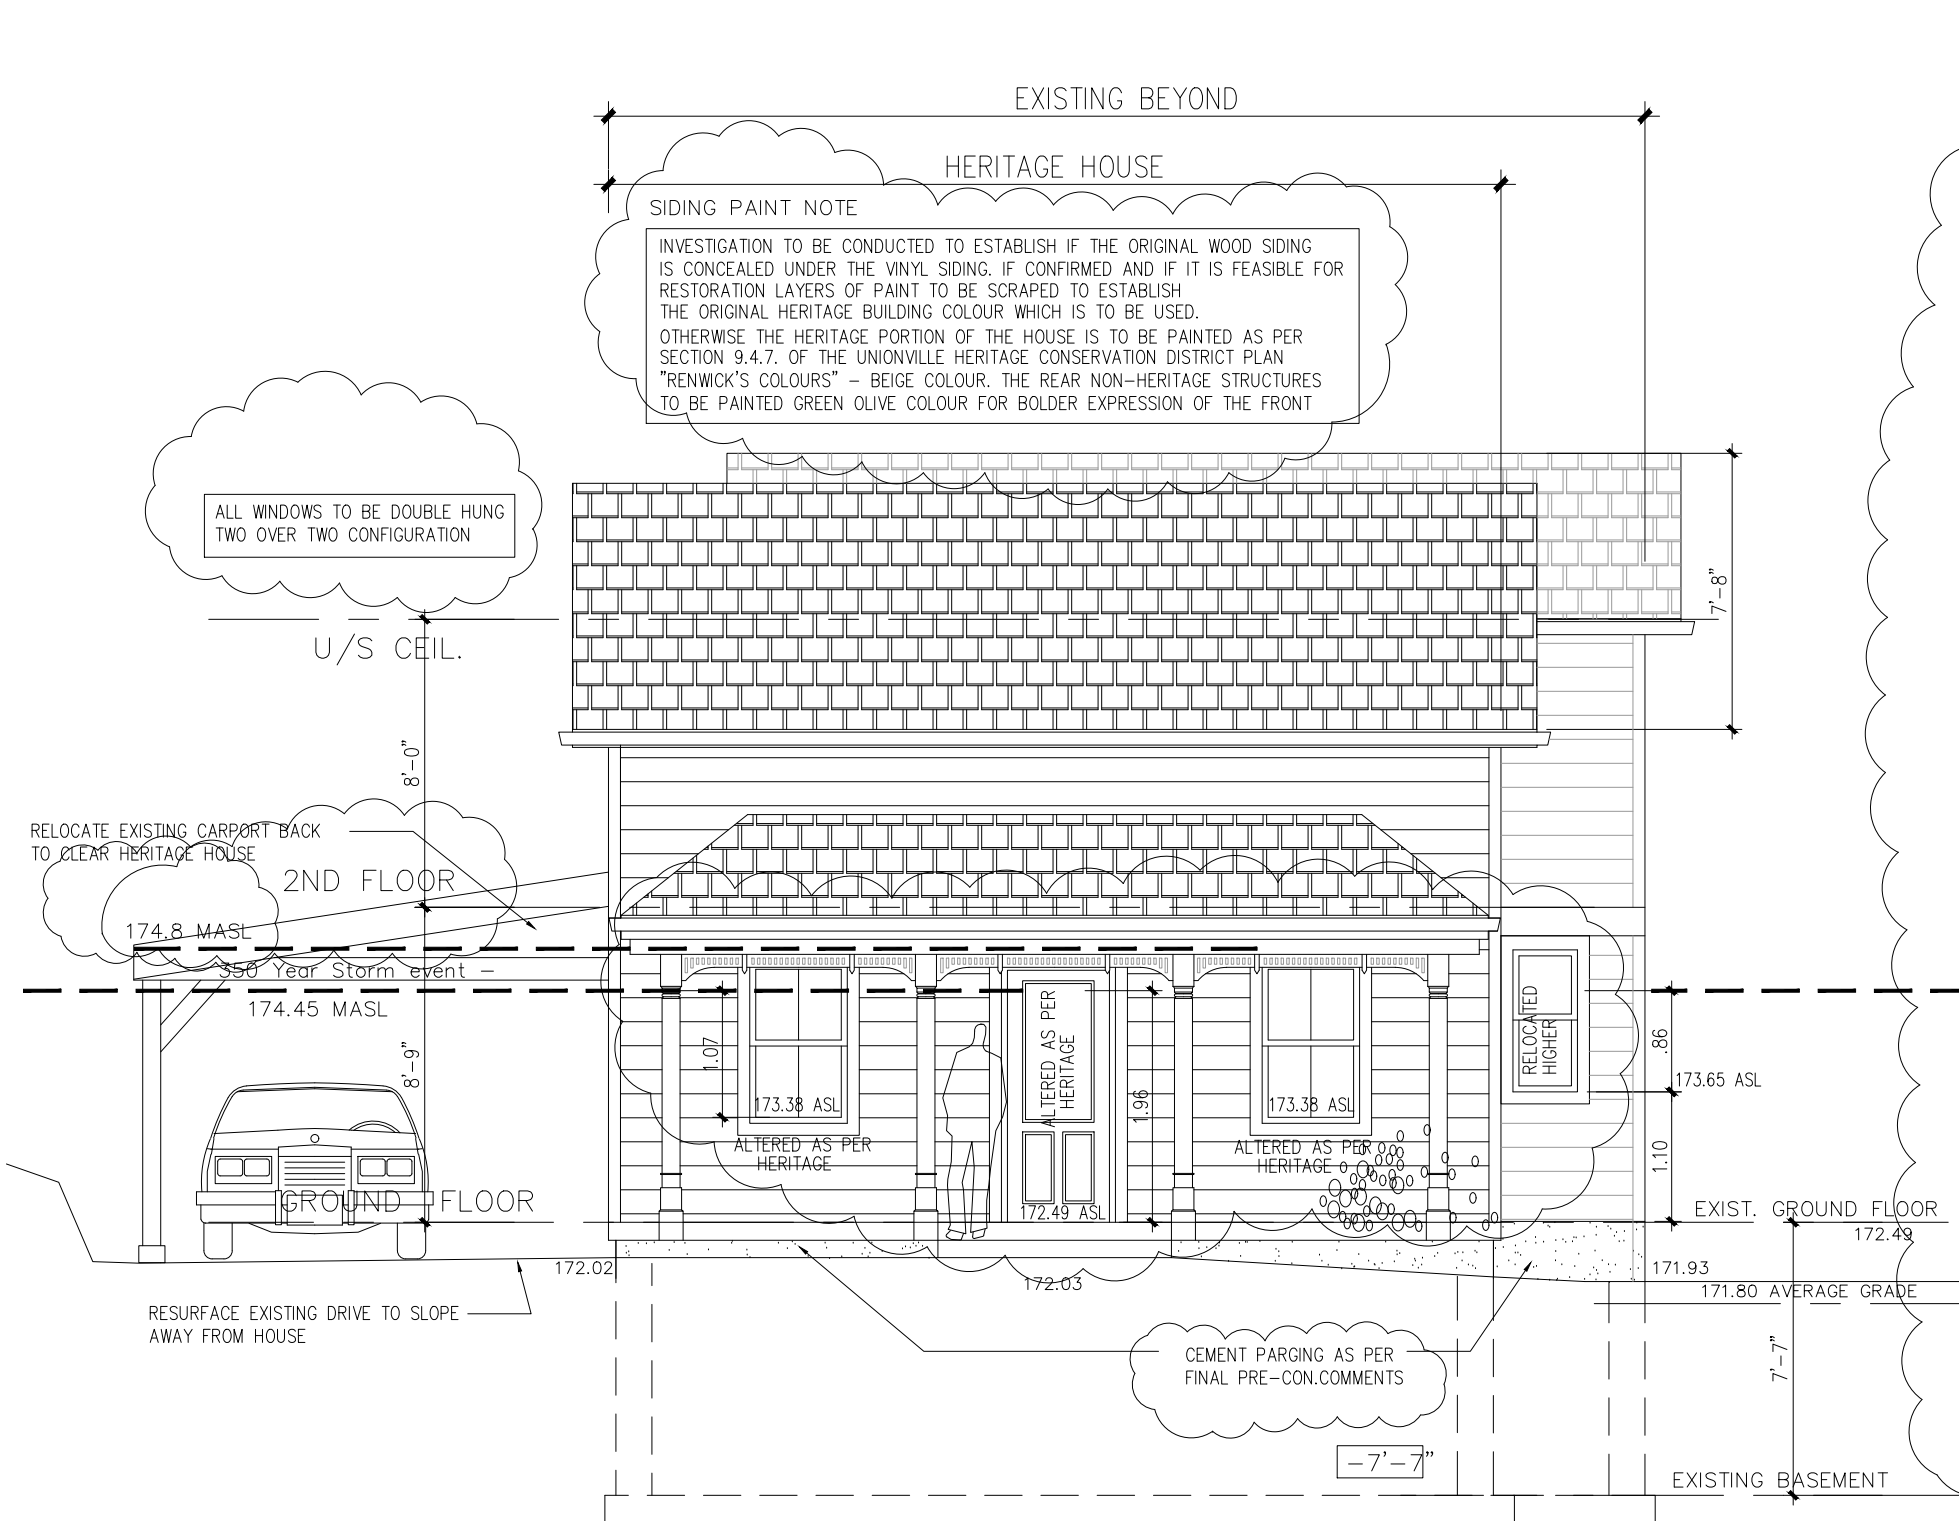 EXISTING BEYOND
HERITAGE HOUSE
SIDING PAINT NOTE
INVESTIGATION TO BE CONDUCTED TO ESTABLISH IF THE ORIGINAL WOOD SIDING
IS CONCEALED UNDER THE VINYL SIDING. IF CONFIRMED AND IF IT IS FEASIBLE FOR
RESTORATION LAYERS OF PAINT TO BE SCRAPED TO ESTABLISH
THE ORIGINAL HERITAGE BUILDING COLOUR WHICH IS TO BE USED.
OTHERWISE THE HERITAGE PORTION OF THE HOUSE IS TO BE PAINTED AS PER
SECTION 9.4.7. OF THE UNIONVILLE HERITAGE CONSERVATION DISTRICT PLAN
"RENWICK'S COLOURS" – BEIGE COLOUR. THE REAR NON–HERITAGE STRUCTURES
TO BE PAINTED GREEN OLIVE COLOUR FOR BOLDER EXPRESSION OF THE FRONT
ALL WINDOWS TO BE DOUBLE HUNG
TWO OVER TWO CONFIGURATION
7'–8"
U/S CEIL.
8'–0"
RELOCATE EXISTING CARPORT BACK
TO CLEAR HERITAGE HOUSE
2ND FLOOR
174.8 MASL
350 Year Storm event –
174.45 MASL
8'–9"
1.07
173.38 ASL
ALTERED AS PER
HERITAGE
ALTERED AS PER
HERITAGE
1.96
172.49 ASL
173.38 ASL
ALTERED AS PER
HERITAGE
RELOCATED
HIGHER
.86
173.65 ASL
1.10
GROUND FLOOR
EXIST. GROUND FLOOR
172.49
172.02
172.03
171.93
171.80 AVERAGE GRADE
RESURFACE EXISTING DRIVE TO SLOPE
AWAY FROM HOUSE
CEMENT PARGING AS PER
FINAL PRE–CON.COMMENTS
7'–7"
–7'–7"
EXISTING BASEMENT